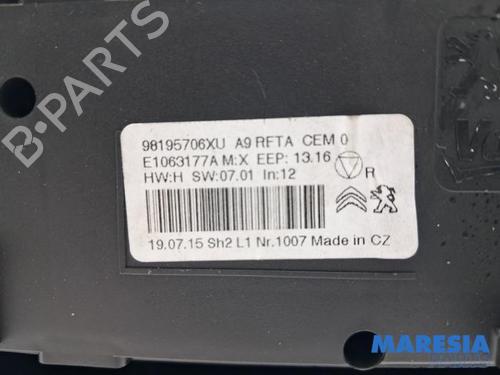 98195706XU A9 RFTA CEM 0
E1063177A M:X EEP: 13.16
HW:H SW:07.01 In:12
R
19.07.15 Sh2 L1 Nr.1007 Made in CZ
MARESIA